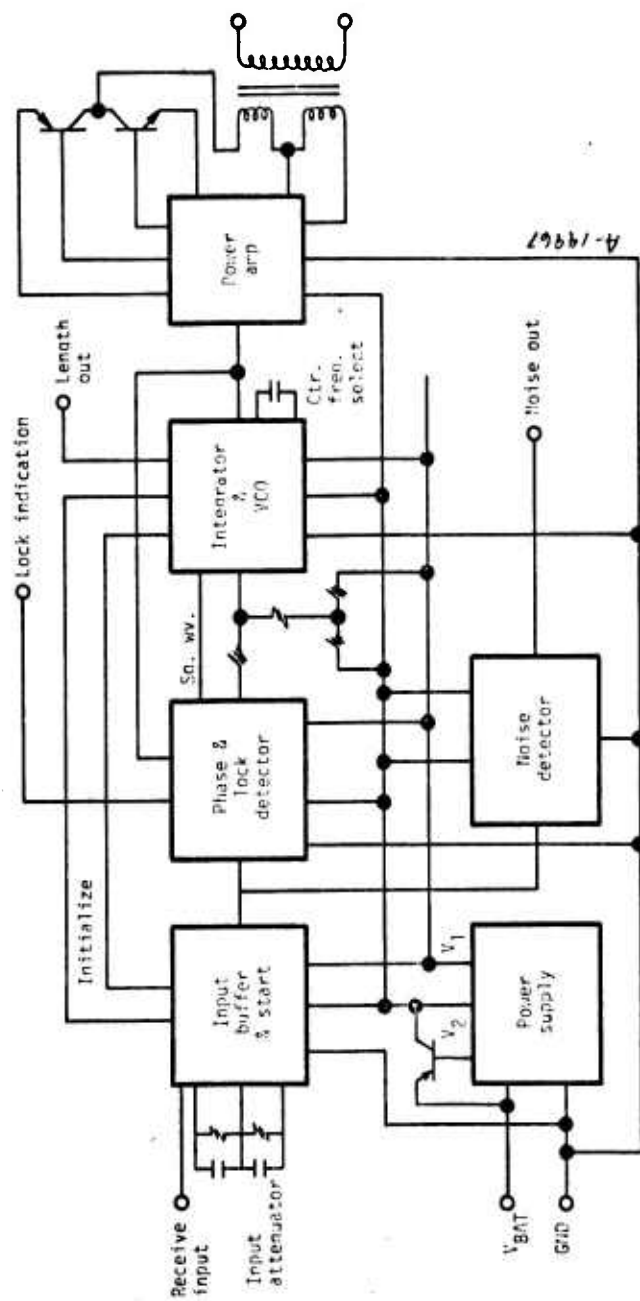 Receive
input
Input
attenuator
Initialize
Input
buffer
& start
Lock indication
Phase &
lock
detector
Sq. wv.
Length
out
Integrator
&
VCO
Ctr.
freq.
select
Power
amp
V1
V2
Power
supply
VBAT
GND
Noise
detector
Noise out
A-19967